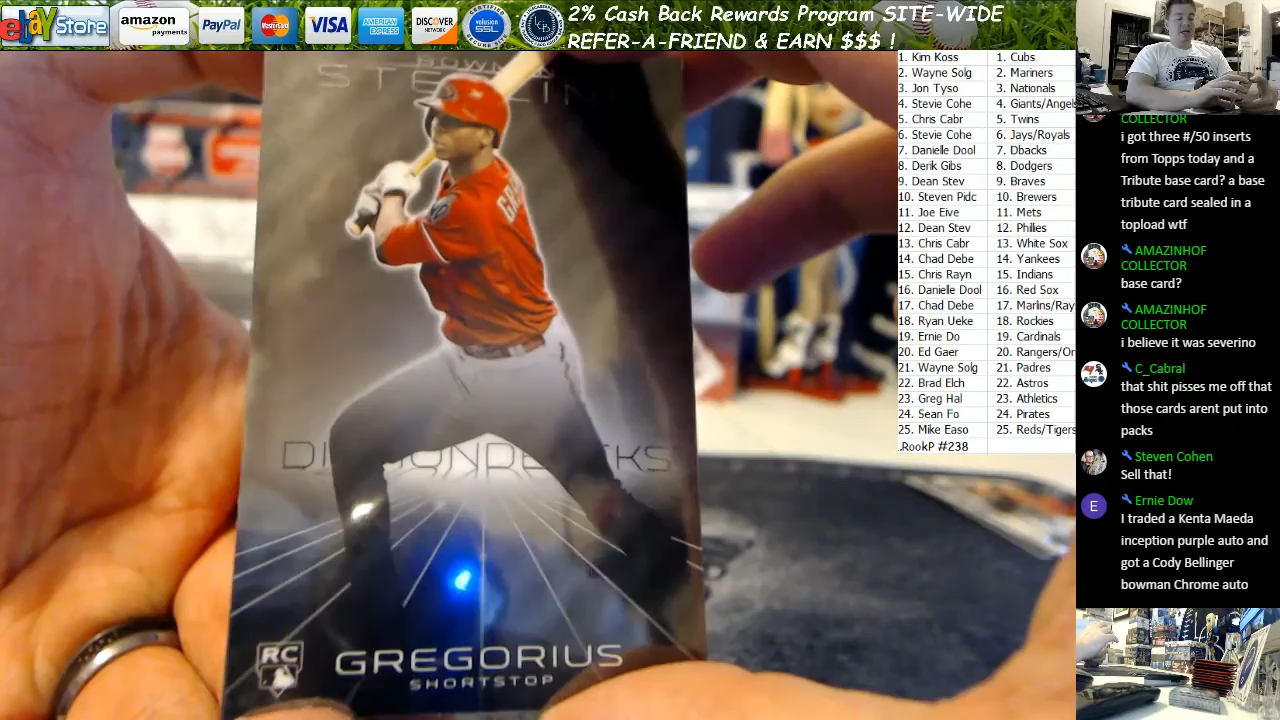 ebay Store
amazon
payments
PayPal
MasterCard
VISA
AMERICAN EXPRESS
DISCOVER
NETWORK
volusion
SSL
2% Cash Back Rewards Program SITE-WIDE
REFER-A-FRIEND & EARN $$$ !
1. Kim Koss 1. Cubs
2. Wayne Solg 2. Mariners
3. Jon Tyso 3. Nationals
4. Stevie Cohe 4. Giants/Angels
5. Chris Cabr 5. Twins
6. Stevie Cohe 6. Jays/Royals
7. Danielle Dool 7. Dbacks
8. Derik Gibs 8. Dodgers
9. Dean Stev 9. Braves
10. Steven Pidc 10. Brewers
11. Joe Eive 11. Mets
12. Dean Stev 12. Philies
13. Chris Cabr 13. White Sox
14. Chad Debe 14. Yankees
15. Chris Rayn 15. Indians
16. Danielle Dool 16. Red Sox
17. Chad Debe 17. Marlins/Ray
18. Ryan Ueke 18. Rockies
19. Ernie Do 19. Cardinals
20. Ed Gaer 20. Rangers/Or
21. Wayne Solg 21. Padres
22. Brad Elch 22. Astros
23. Greg Hal 23. Athletics
24. Sean Fo 24. Pirates
25. Mike Easo 25. Reds/Tigers
.RookP #238
COLLECTOR
i got three #/50 inserts
from Topps today and a
Tribute base card? a base
tribute card sealed in a
topload wtf
AMAZINHOF
COLLECTOR
base card?
AMAZINHOF
COLLECTOR
i believe it was severino
C_Cabral
that shit pisses me off that
those cards arent put into
packs
Steven Cohen
Sell that!
E
Ernie Dow
I traded a Kenta Maeda
inception purple auto and
got a Cody Bellinger
bowman Chrome auto
DIAMONDBACKS
RC
GREGORIUS
SHORTSTOP